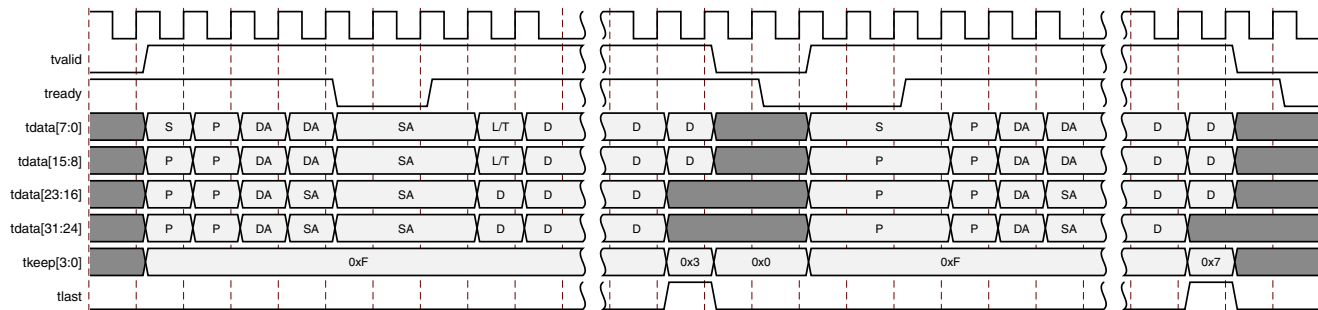 tvalid
tready
tdata[7:0] S P DA DA SA L/T D D D S P DA DA D D
tdata[15:8] P P DA DA SA L/T D D D P P DA DA D D
tdata[23:16] P P DA SA SA D D D P P DA SA D D
tdata[31:24] P P DA SA SA D D D P P DA SA D
tkeep[3:0] 0xF 0x3 0x0 0xF 0x7
tlast